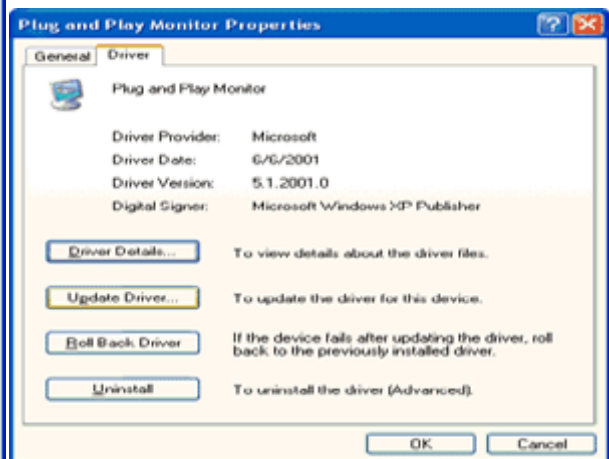 Plug and Play Monitor Properties
General Driver
Plug and Play Monitor
Driver Provider: Microsoft
Driver Date: 6/6/2001
Driver Version: 5.1.2001.0
Digital Signer: Microsoft Windows XP Publisher
Driver Details... To view details about the driver files.
Update Driver... To update the driver for this device.
Roll Back Driver If the device fails after updating the driver, roll
back to the previously installed driver.
Uninstall To uninstall the driver (Advanced).
OK Cancel